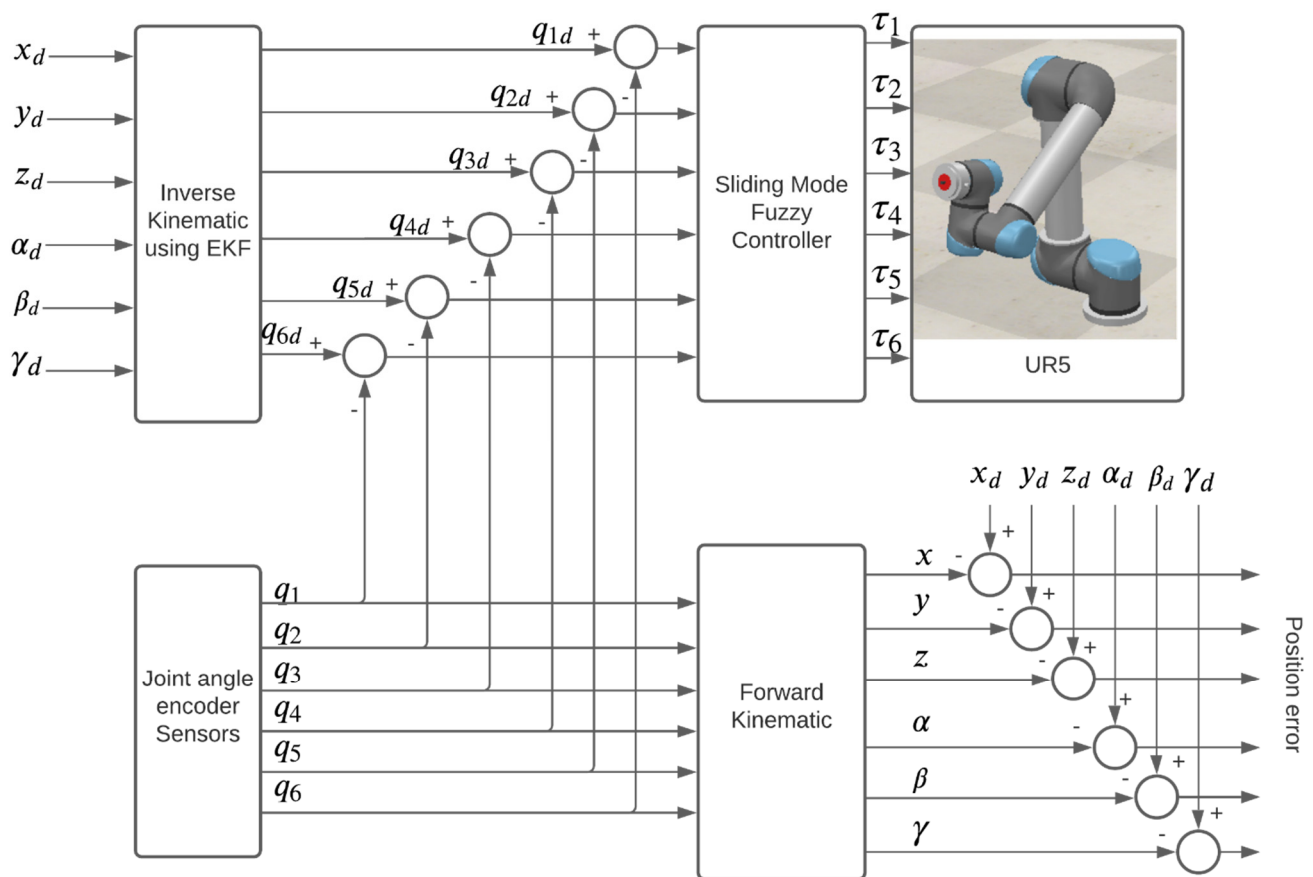 x_d
y_d
z_d
α_d
β_d
γ_d
Inverse
Kinematic
using EKF
q_1d +
q_2d +
-
q_3d +
-
q_4d +
-
q_5d +
-
q_6d +
-
-
Sliding Mode
Fuzzy
Controller
τ_1
τ_2
τ_3
τ_4
τ_5
τ_6
UR5
Joint angle
encoder
Sensors
q_1
q_2
q_3
q_4
q_5
q_6
Forward
Kinematic
x_d y_d z_d α_d β_d γ_d
x - +
y - +
z - +
α - +
β - +
γ - +
Position error